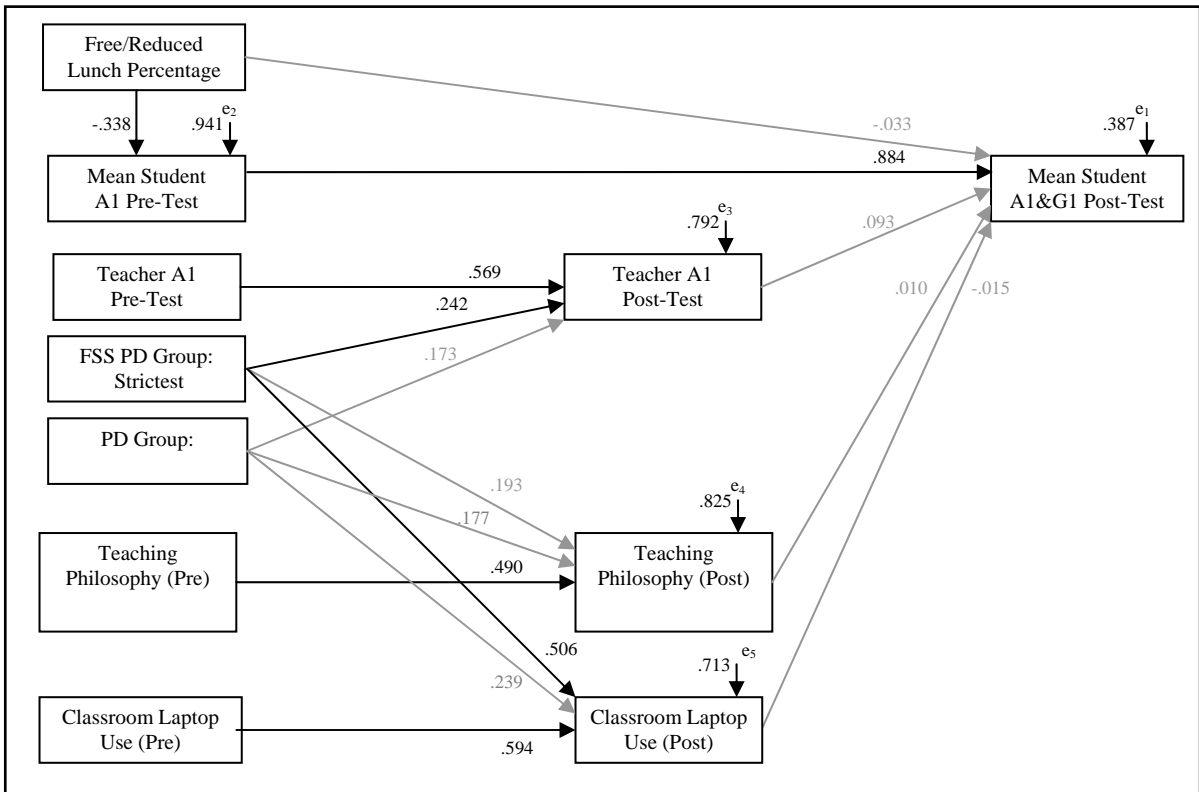 Free/Reduced
Lunch Percentage
-.338
.941
e2
-.033
.884
.387
e1
Mean Student
A1 Pre-Test
Mean Student
A1&G1 Post-Test
.792
e3
Teacher A1
Pre-Test
.569
.242
Teacher A1
Post-Test
.093
.010
-.015
FSS PD Group:
Strictest
.173
PD Group:
.193
.177
.825
e4
Teaching
Philosophy (Pre)
.490
Teaching
Philosophy (Post)
.506
.239
.713
e5
Classroom Laptop
Use (Pre)
.594
Classroom Laptop
Use (Post)